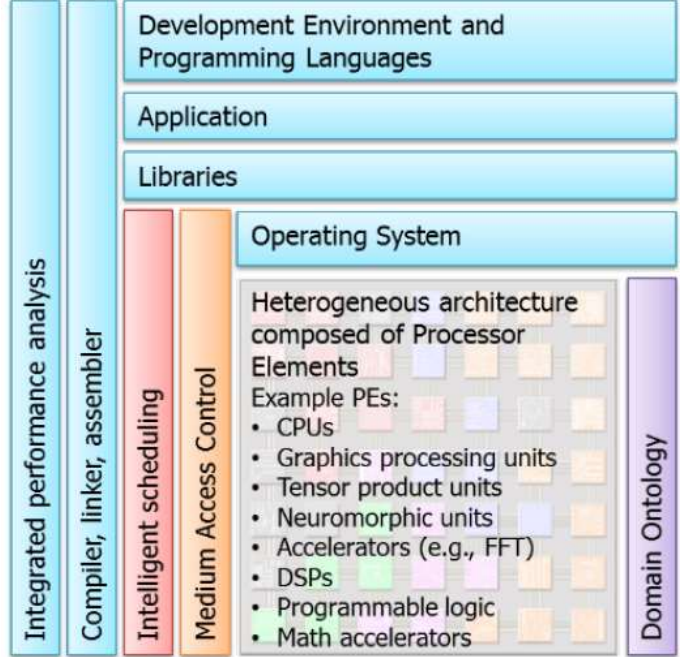 Development Environment and
Programming Languages
Application
Libraries
Integrated performance analysis
Compiler, linker, assembler
Intelligent scheduling
Medium Access Control
Operating System
Heterogeneous architecture
composed of Processor
Elements
Example PEs:
• CPUs
• Graphics processing units
• Tensor product units
• Neuromorphic units
• Accelerators (e.g., FFT)
• DSPs
• Programmable logic
• Math accelerators
Domain Ontology